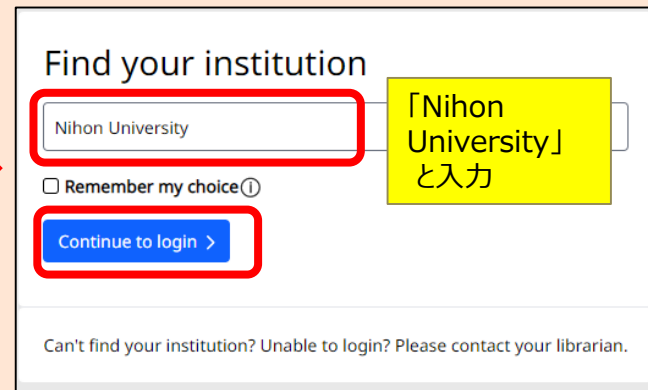 Find your institution
Nihon University
「Nihon
University」
と入力
Remember my choice
Continue to login >
Can't find your institution? Unable to login? Please contact your librarian.